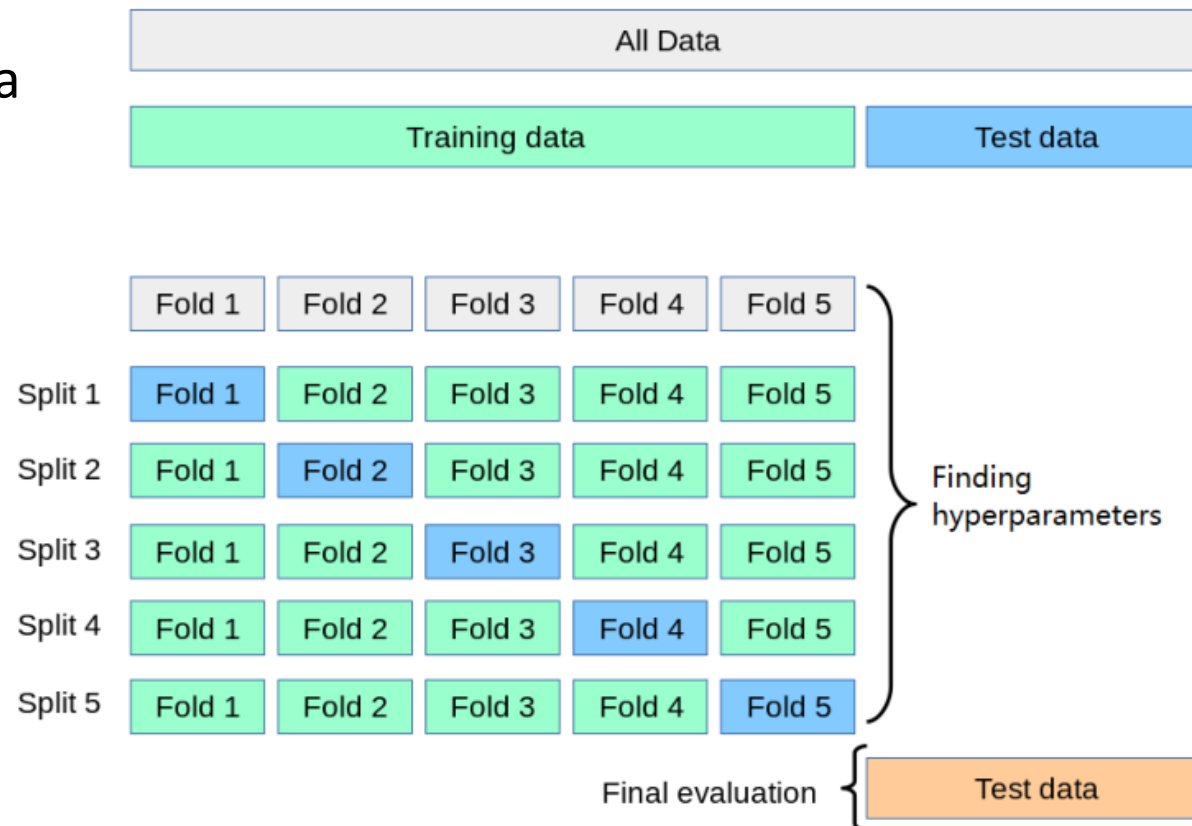 a
All Data
Training data Test data
Fold 1 Fold 2 Fold 3 Fold 4 Fold 5
Split 1 Fold 1 Fold 2 Fold 3 Fold 4 Fold 5
Split 2 Fold 1 Fold 2 Fold 3 Fold 4 Fold 5
Finding
hyperparameters
Split 3 Fold 1 Fold 2 Fold 3 Fold 4 Fold 5
Split 4 Fold 1 Fold 2 Fold 3 Fold 4 Fold 5
Split 5 Fold 1 Fold 2 Fold 3 Fold 4 Fold 5
Final evaluation Test data